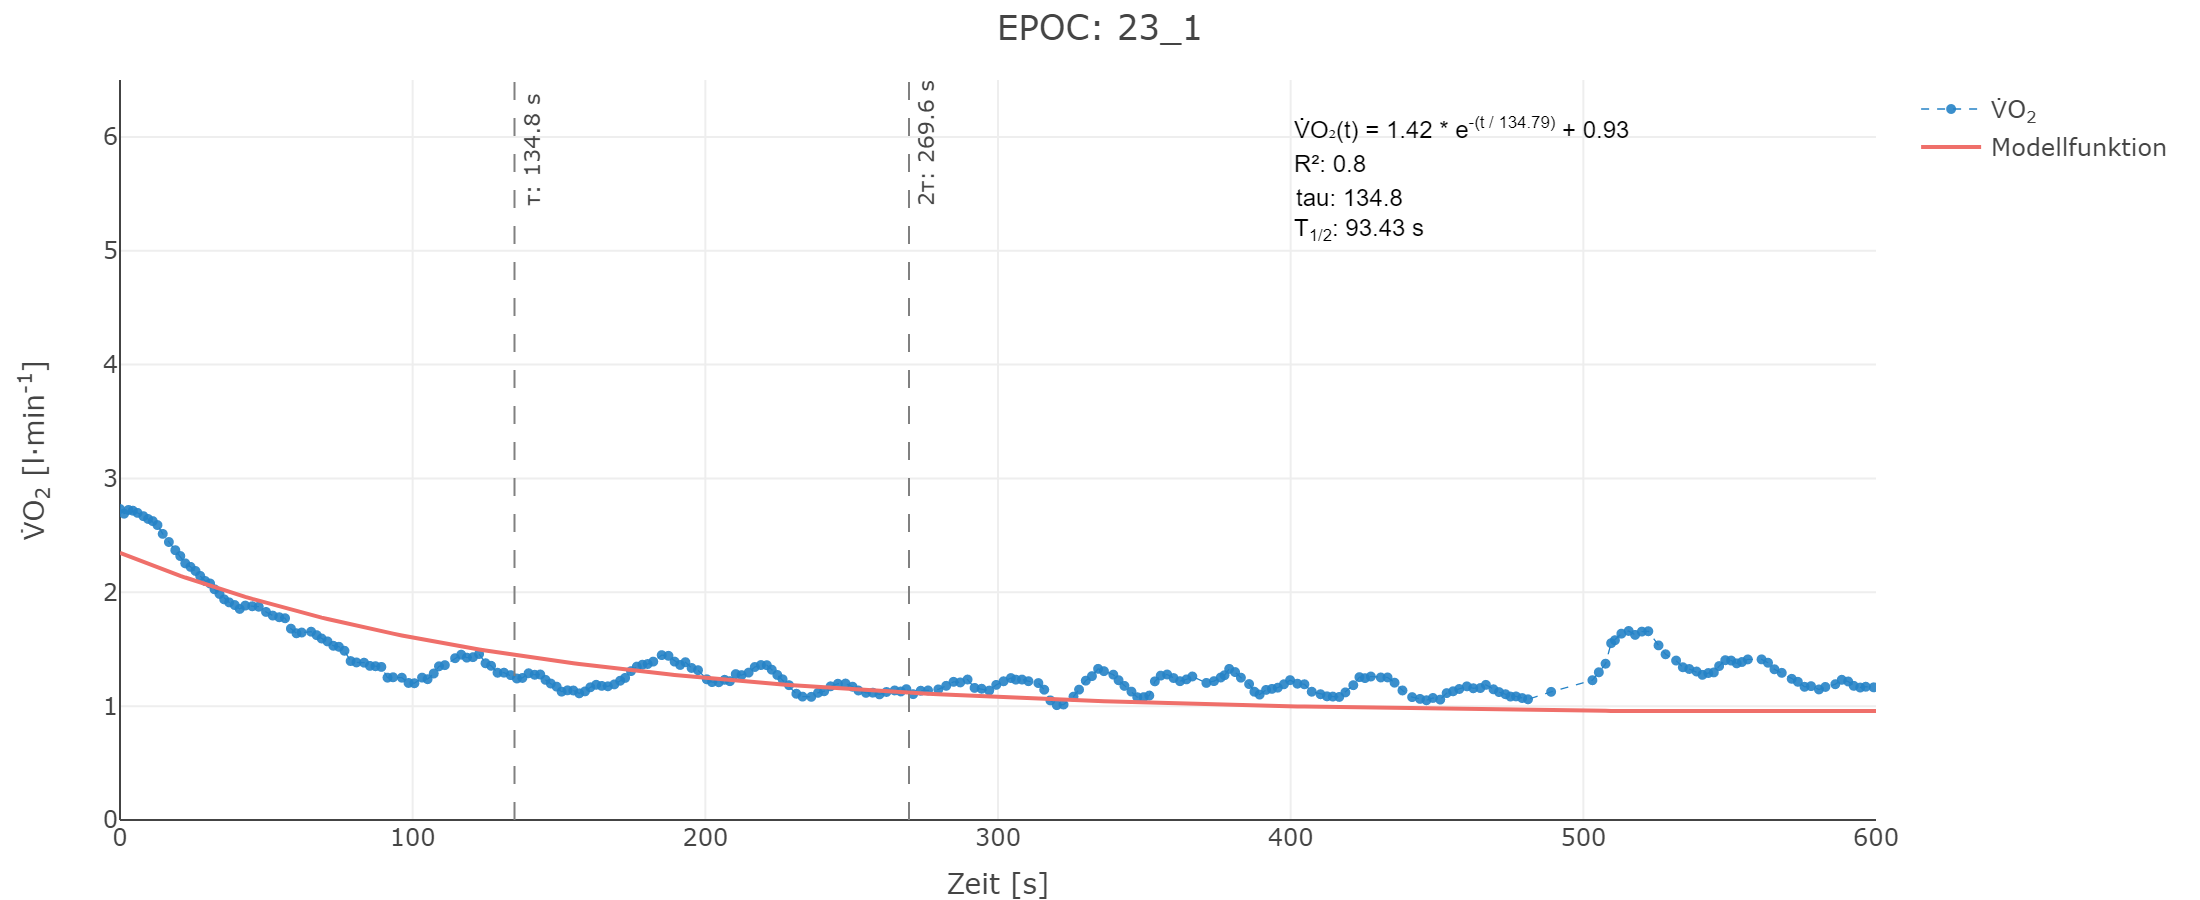 EPOC: 23_1
τ: 134.8 s
2τ: 269.6 s
V̇O₂(t) = 1.42 * e^-(t / 134.79) + 0.93
R²: 0.8
tau: 134.8
T1/2: 93.43 s
V̇O₂
Modellfunktion
V̇O₂ [l·min⁻¹]
6
5
4
3
2
1
0
0 100 200 300 400 500 600
Zeit [s]